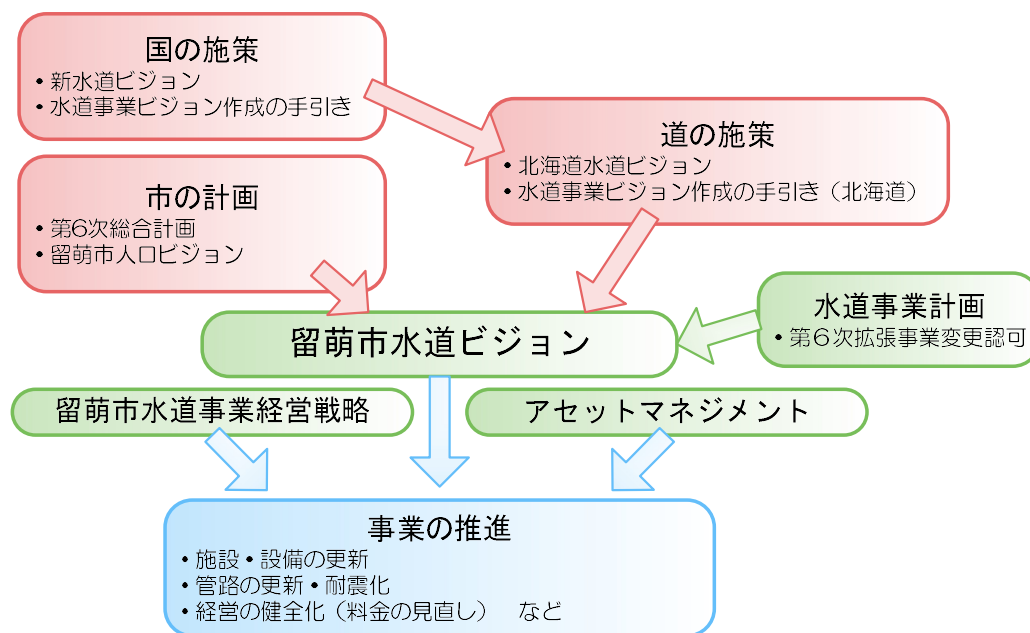 国の施策
• 新水道ビジョン
• 水道事業ビジョン作成の手引き
道の施策
• 北海道水道ビジョン
• 水道事業ビジョン作成の手引き（北海道）
市の計画
• 第6次総合計画
• 留萌市人口ビジョン
水道事業計画
• 第６次拡張事業変更認可
留萌市水道ビジョン
留萌市水道事業経営戦略
アセットマネジメント
事業の推進
• 施設・設備の更新
• 管路の更新・耐震化
• 経営の健全化（料金の見直し）　など